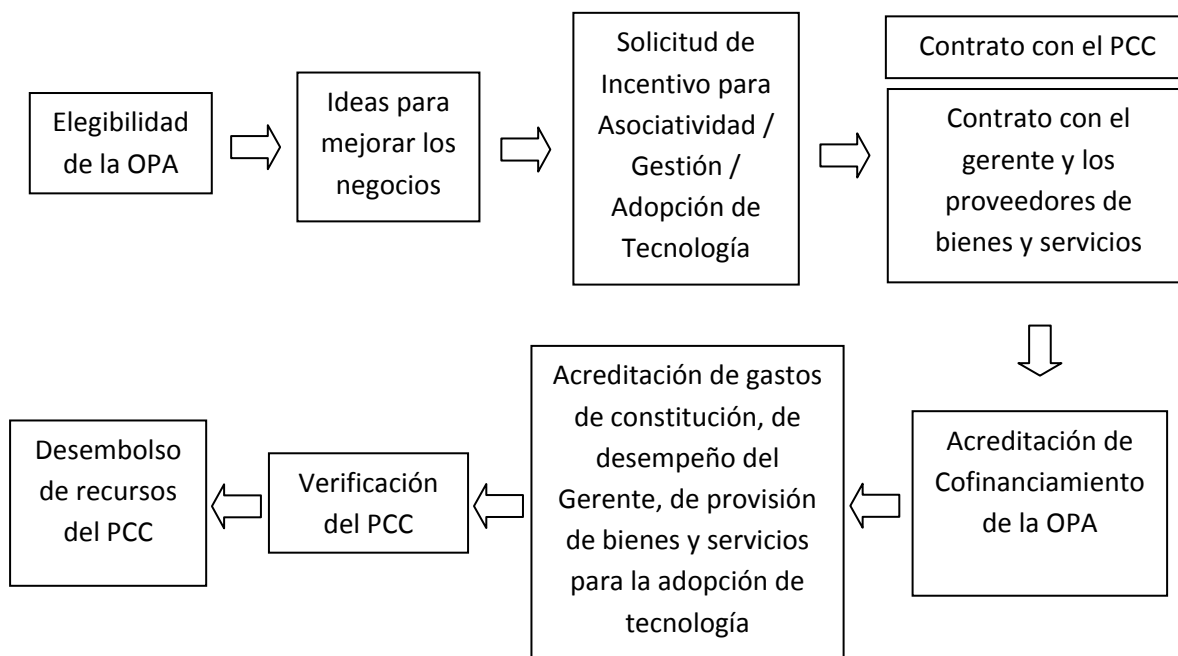 Elegibilidad
de la OPA
Ideas para
mejorar los
negocios
Solicitud de
Incentivo para
Asociatividad /
Gestión /
Adopción de
Tecnología
Contrato con el PCC
Contrato con el
gerente y los
proveedores de
bienes y servicios
Acreditación de
Cofinanciamiento
de la OPA
Acreditación de gastos
de constitución, de
desempeño del
Gerente, de provisión
de bienes y servicios
para la adopción de
tecnología
Verificación
del PCC
Desembolso
de recursos
del PCC